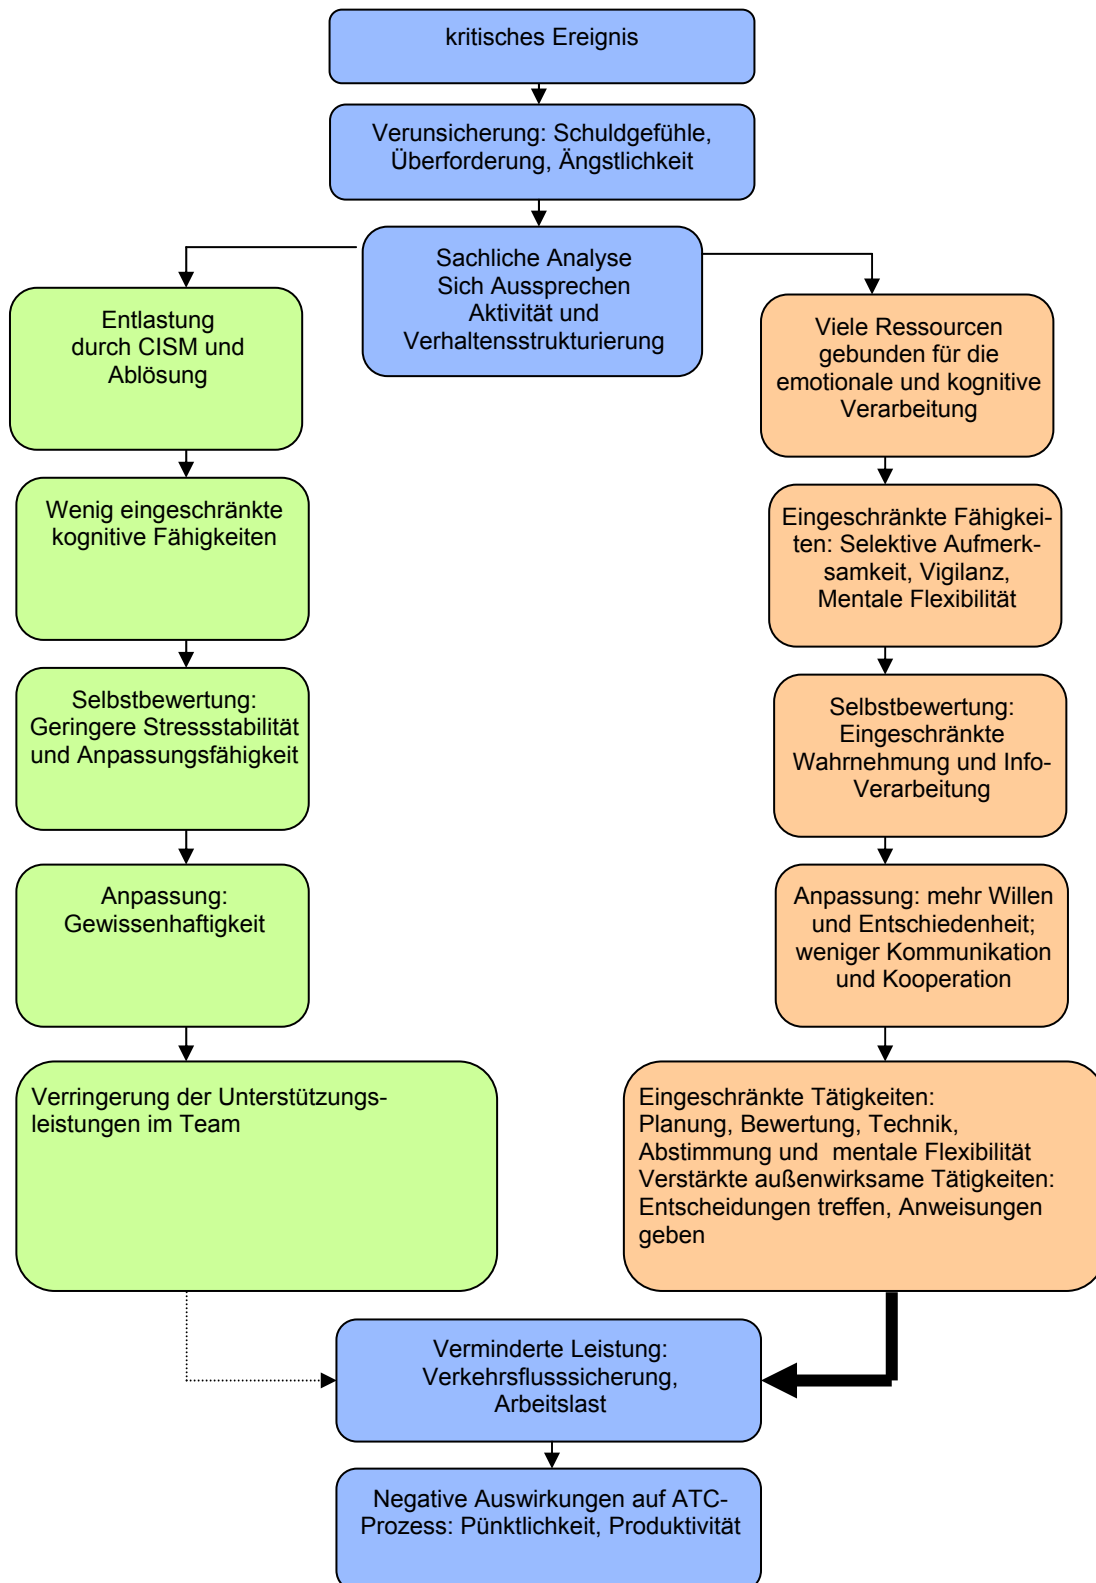 kritisches Ereignis
Verunsicherung: Schuldgefühle,
Überforderung, Ängstlichkeit
Sachliche Analyse
Sich Aussprechen
Aktivität und
Verhaltensstrukturierung
Entlastung
durch CISM und
Ablösung
Wenig eingeschränkte
kognitive Fähigkeiten
Selbstbewertung:
Geringere Stressstabilität
und Anpassungsfähigkeit
Anpassung:
Gewissenhaftigkeit
Verringerung der Unterstützungs-
leistungen im Team
Viele Ressourcen
gebunden für die
emotionale und kognitive
Verarbeitung
Eingeschränkte Fähigkei-
ten: Selektive Aufmerk-
samkeit, Vigilanz,
Mentale Flexibilität
Selbstbewertung:
Eingeschränkte
Wahrnehmung und Info-
Verarbeitung
Anpassung: mehr Willen
und Entschiedenheit;
weniger Kommunikation
und Kooperation
Eingeschränkte Tätigkeiten:
Planung, Bewertung, Technik,
Abstimmung und mentale Flexibilität
Verstärkte außenwirksame Tätigkeiten:
Entscheidungen treffen, Anweisungen
geben
Verminderte Leistung:
Verkehrsflusssicherung,
Arbeitslast
Negative Auswirkungen auf ATC-
Prozess: Pünktlichkeit, Produktivität